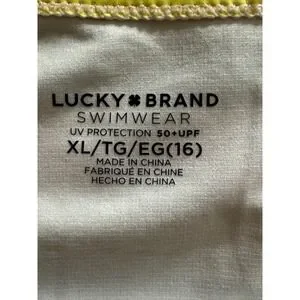 LUCKY BRAND
SWIMWEAR
UV PROTECTION 50+UPF
XL/TG/EG(16)
MADE IN CHINA
FABRIQUÉ EN CHINE
HECHO EN CHINA